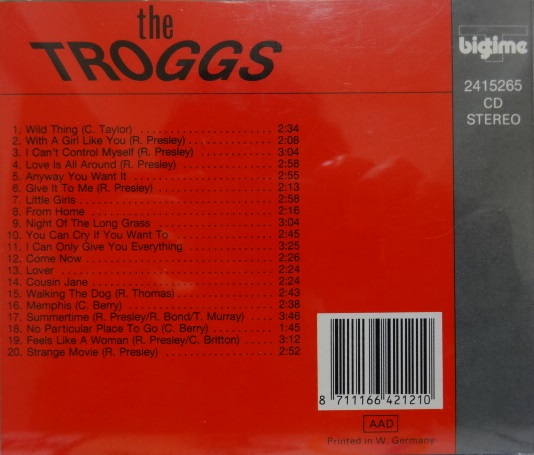 the
TROGGS
bigtime
2415265
CD
STEREO
1. Wild Thing (C. Taylor) 2:34
2. With A Girl Like You (R. Presley) 2:08
3. I Can't Control Myself (R. Presley) 3:04
4. Love Is All Around (R. Presley) 2:58
5. Anyway You Want It 2:55
6. Give It To Me (R. Presley) 2:13
7. Little Girls 2:58
8. From Home 2:16
9. Night Of The Long Grass 3:04
10. You Can Cry If You Want To 2:45
11. I Can Only Give You Everything 3:25
12. Come Now 2:26
13. Lover 2:24
14. Cousin Jane 2:24
15. Walking The Dog (R. Thomas) 2:43
16. Memphis (C. Berry) 2:38
17. Summertime (R. Presley/R. Bond/T. Murray) 3:46
18. No Particular Place To Go (C. Berry) 1:45
19. Feels Like A Woman (R. Presley/C. Britton) 3:12
20. Strange Movie (R. Presley) 2:52
8 711166 421210
AAD
Printed in W. Germany